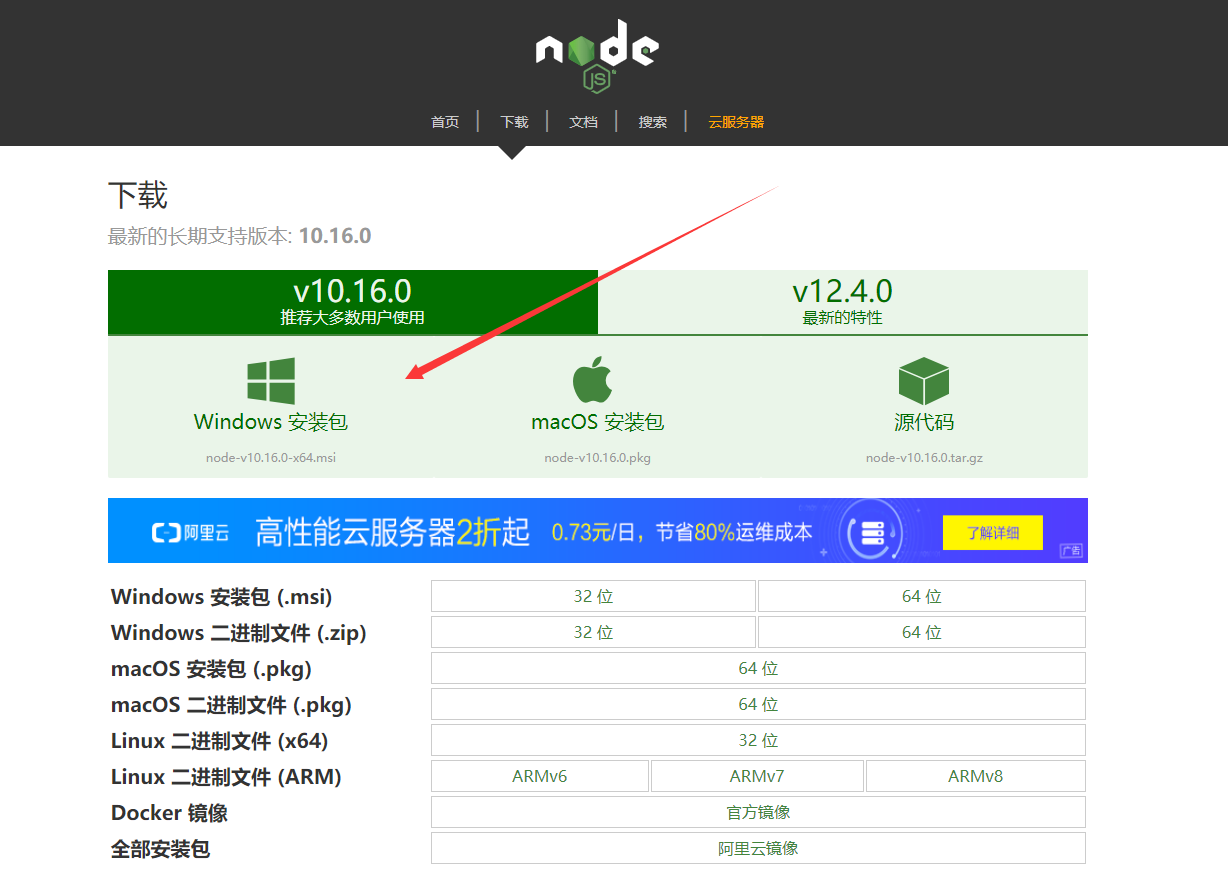 node
JS
首页
下载
文档
搜索
云服务器
下载
最新的长期支持版本: 10.16.0
v10.16.0
推荐大多数用户使用
v12.4.0
最新的特性
Windows 安装包
node-v10.16.0-x64.msi
macOS 安装包
node-v10.16.0.pkg
源代码
node-v10.16.0.tar.gz
阿里云
高性能云服务器2折起
0.73元/日，节省80%运维成本
了解详细
广告
Windows 安装包 (.msi) 32 位 64 位
Windows 二进制文件 (.zip) 32 位 64 位
macOS 安装包 (.pkg) 64 位
macOS 二进制文件 (.pkg) 64 位
Linux 二进制文件 (x64) 32 位
Linux 二进制文件 (ARM) ARMv6 ARMv7 ARMv8
Docker 镜像 官方镜像
全部安装包 阿里云镜像